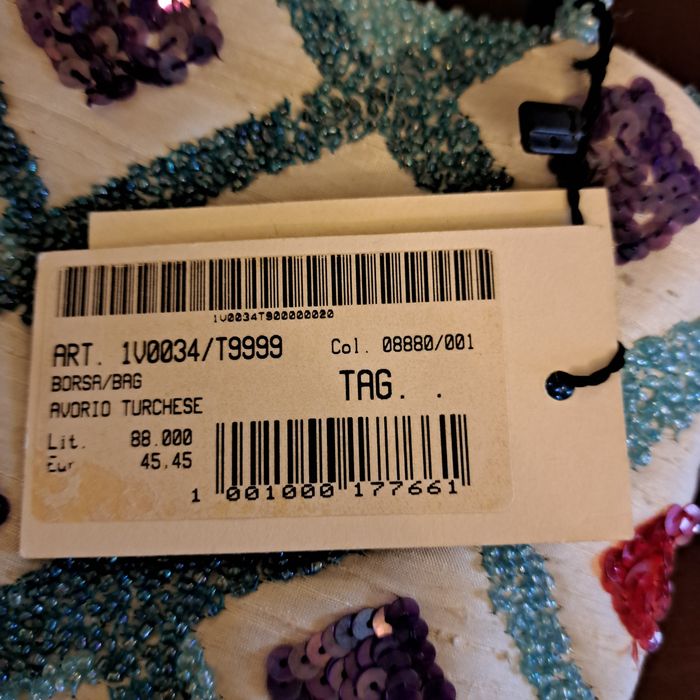 1V0034T900000020
ART. 1V0034/T9999 Col. 08880/001
BORSA/BAG
TAG. .
AVORIO TURCHESE
Lit. 88.000
Eur 45,45
1 001000 177661